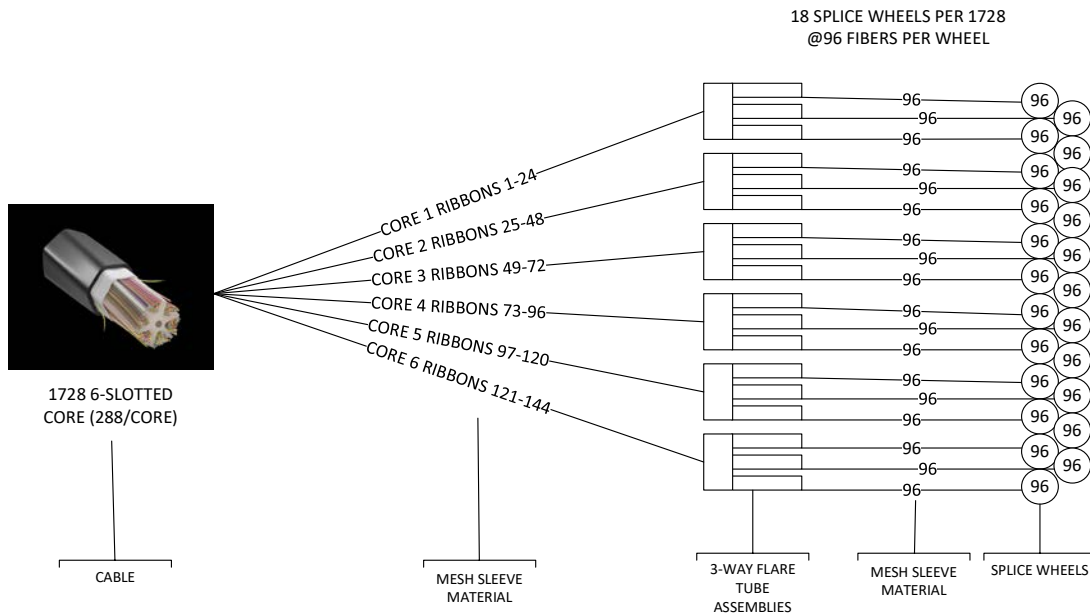 18 SPLICE WHEELS PER 1728
@96 FIBERS PER WHEEL
CORE 1 RIBBONS 1-24
CORE 2 RIBBONS 25-48
CORE 3 RIBBONS 49-72
CORE 4 RIBBONS 73-96
CORE 5 RIBBONS 97-120
CORE 6 RIBBONS 121-144
96 96
96 96
96 96
96
96 96
96 96
96 96
96
96 96
96 96
96 96
96
96 96
96 96
96 96
96
96 96
96 96
96 96
96
96 96
96 96
96 96
1728 6-SLOTTED
CORE (288/CORE)
CABLE
MESH SLEEVE
MATERIAL
3-WAY FLARE
TUBE
ASSEMBLIES
MESH SLEEVE
MATERIAL
SPLICE WHEELS